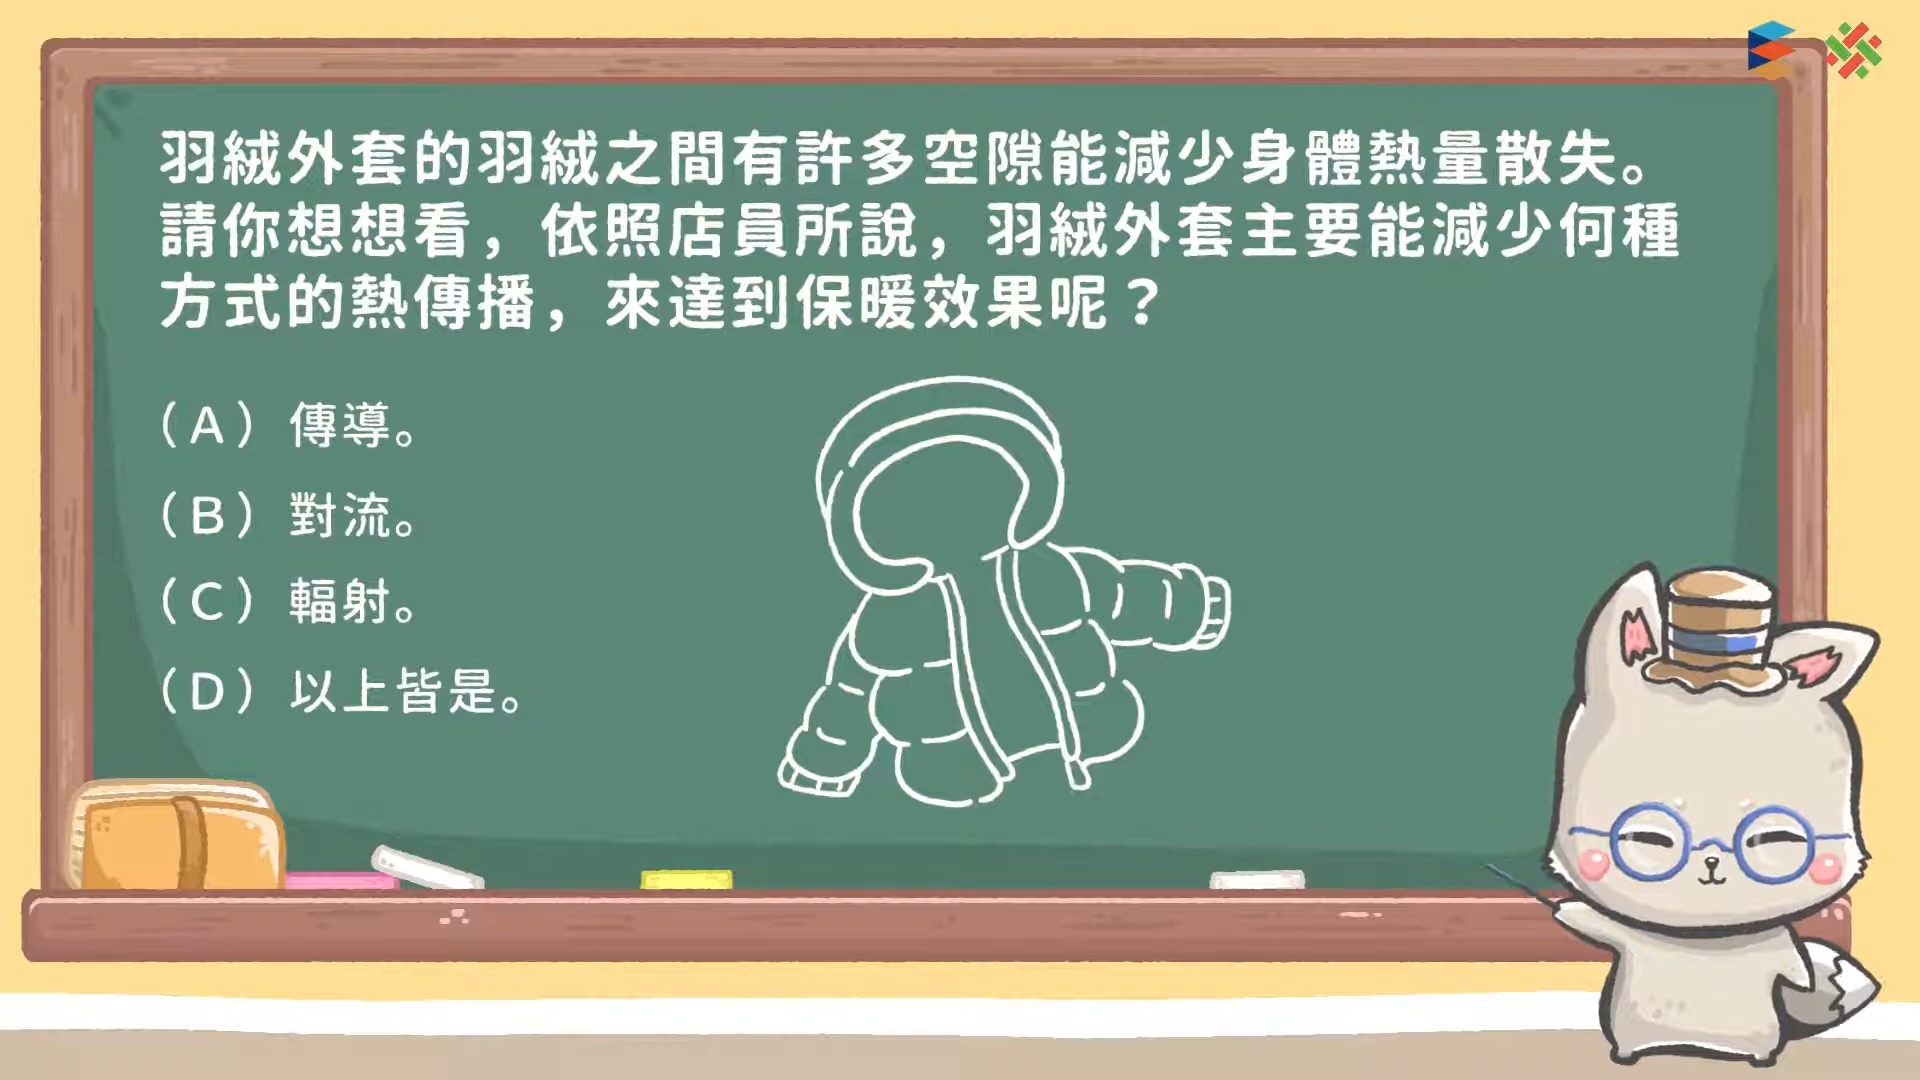 羽絨外套的羽絨之間有許多空隙能減少身體熱量散失。
請你想想看，依照店員所說，羽絨外套主要能減少何種
方式的熱傳播，來達到保暖效果呢？
（A）傳導。
（B）對流。
（C）輻射。
（D）以上皆是。